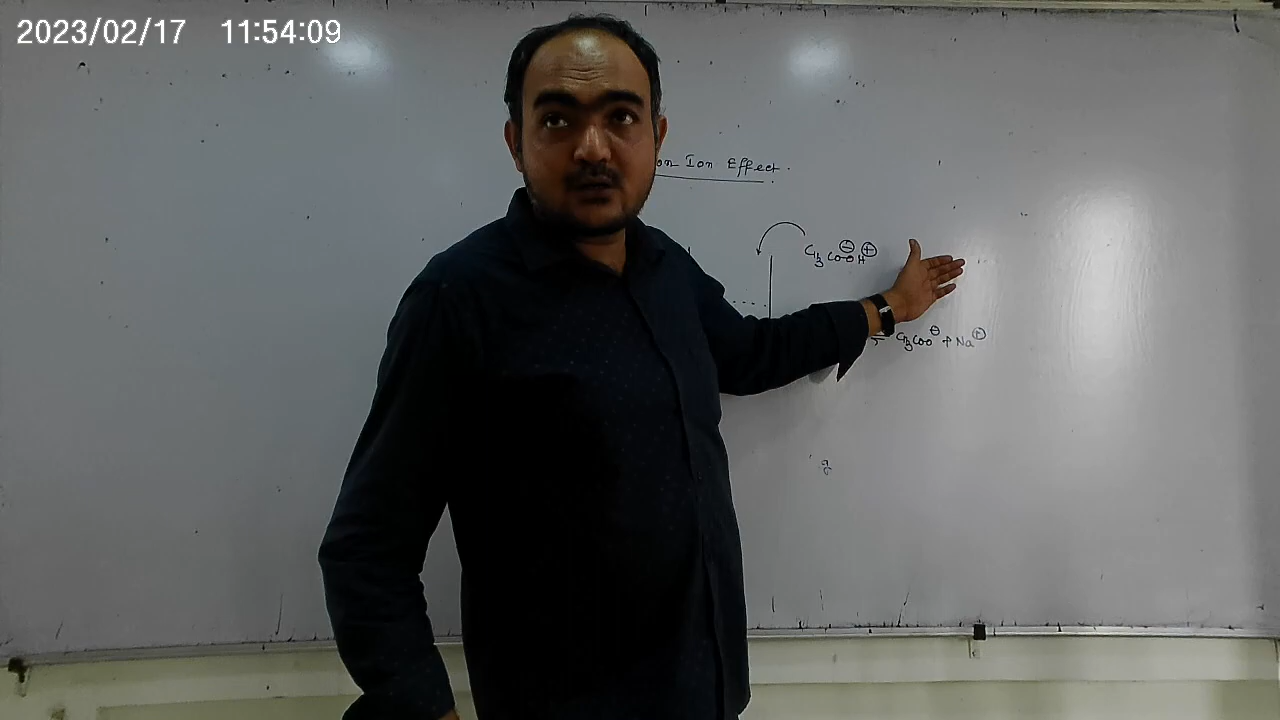 2023/02/17 11:54:09
on Ion Effect.
CH3COO⊖H⊕
⇌ CH3COO⊖ + Na⊕